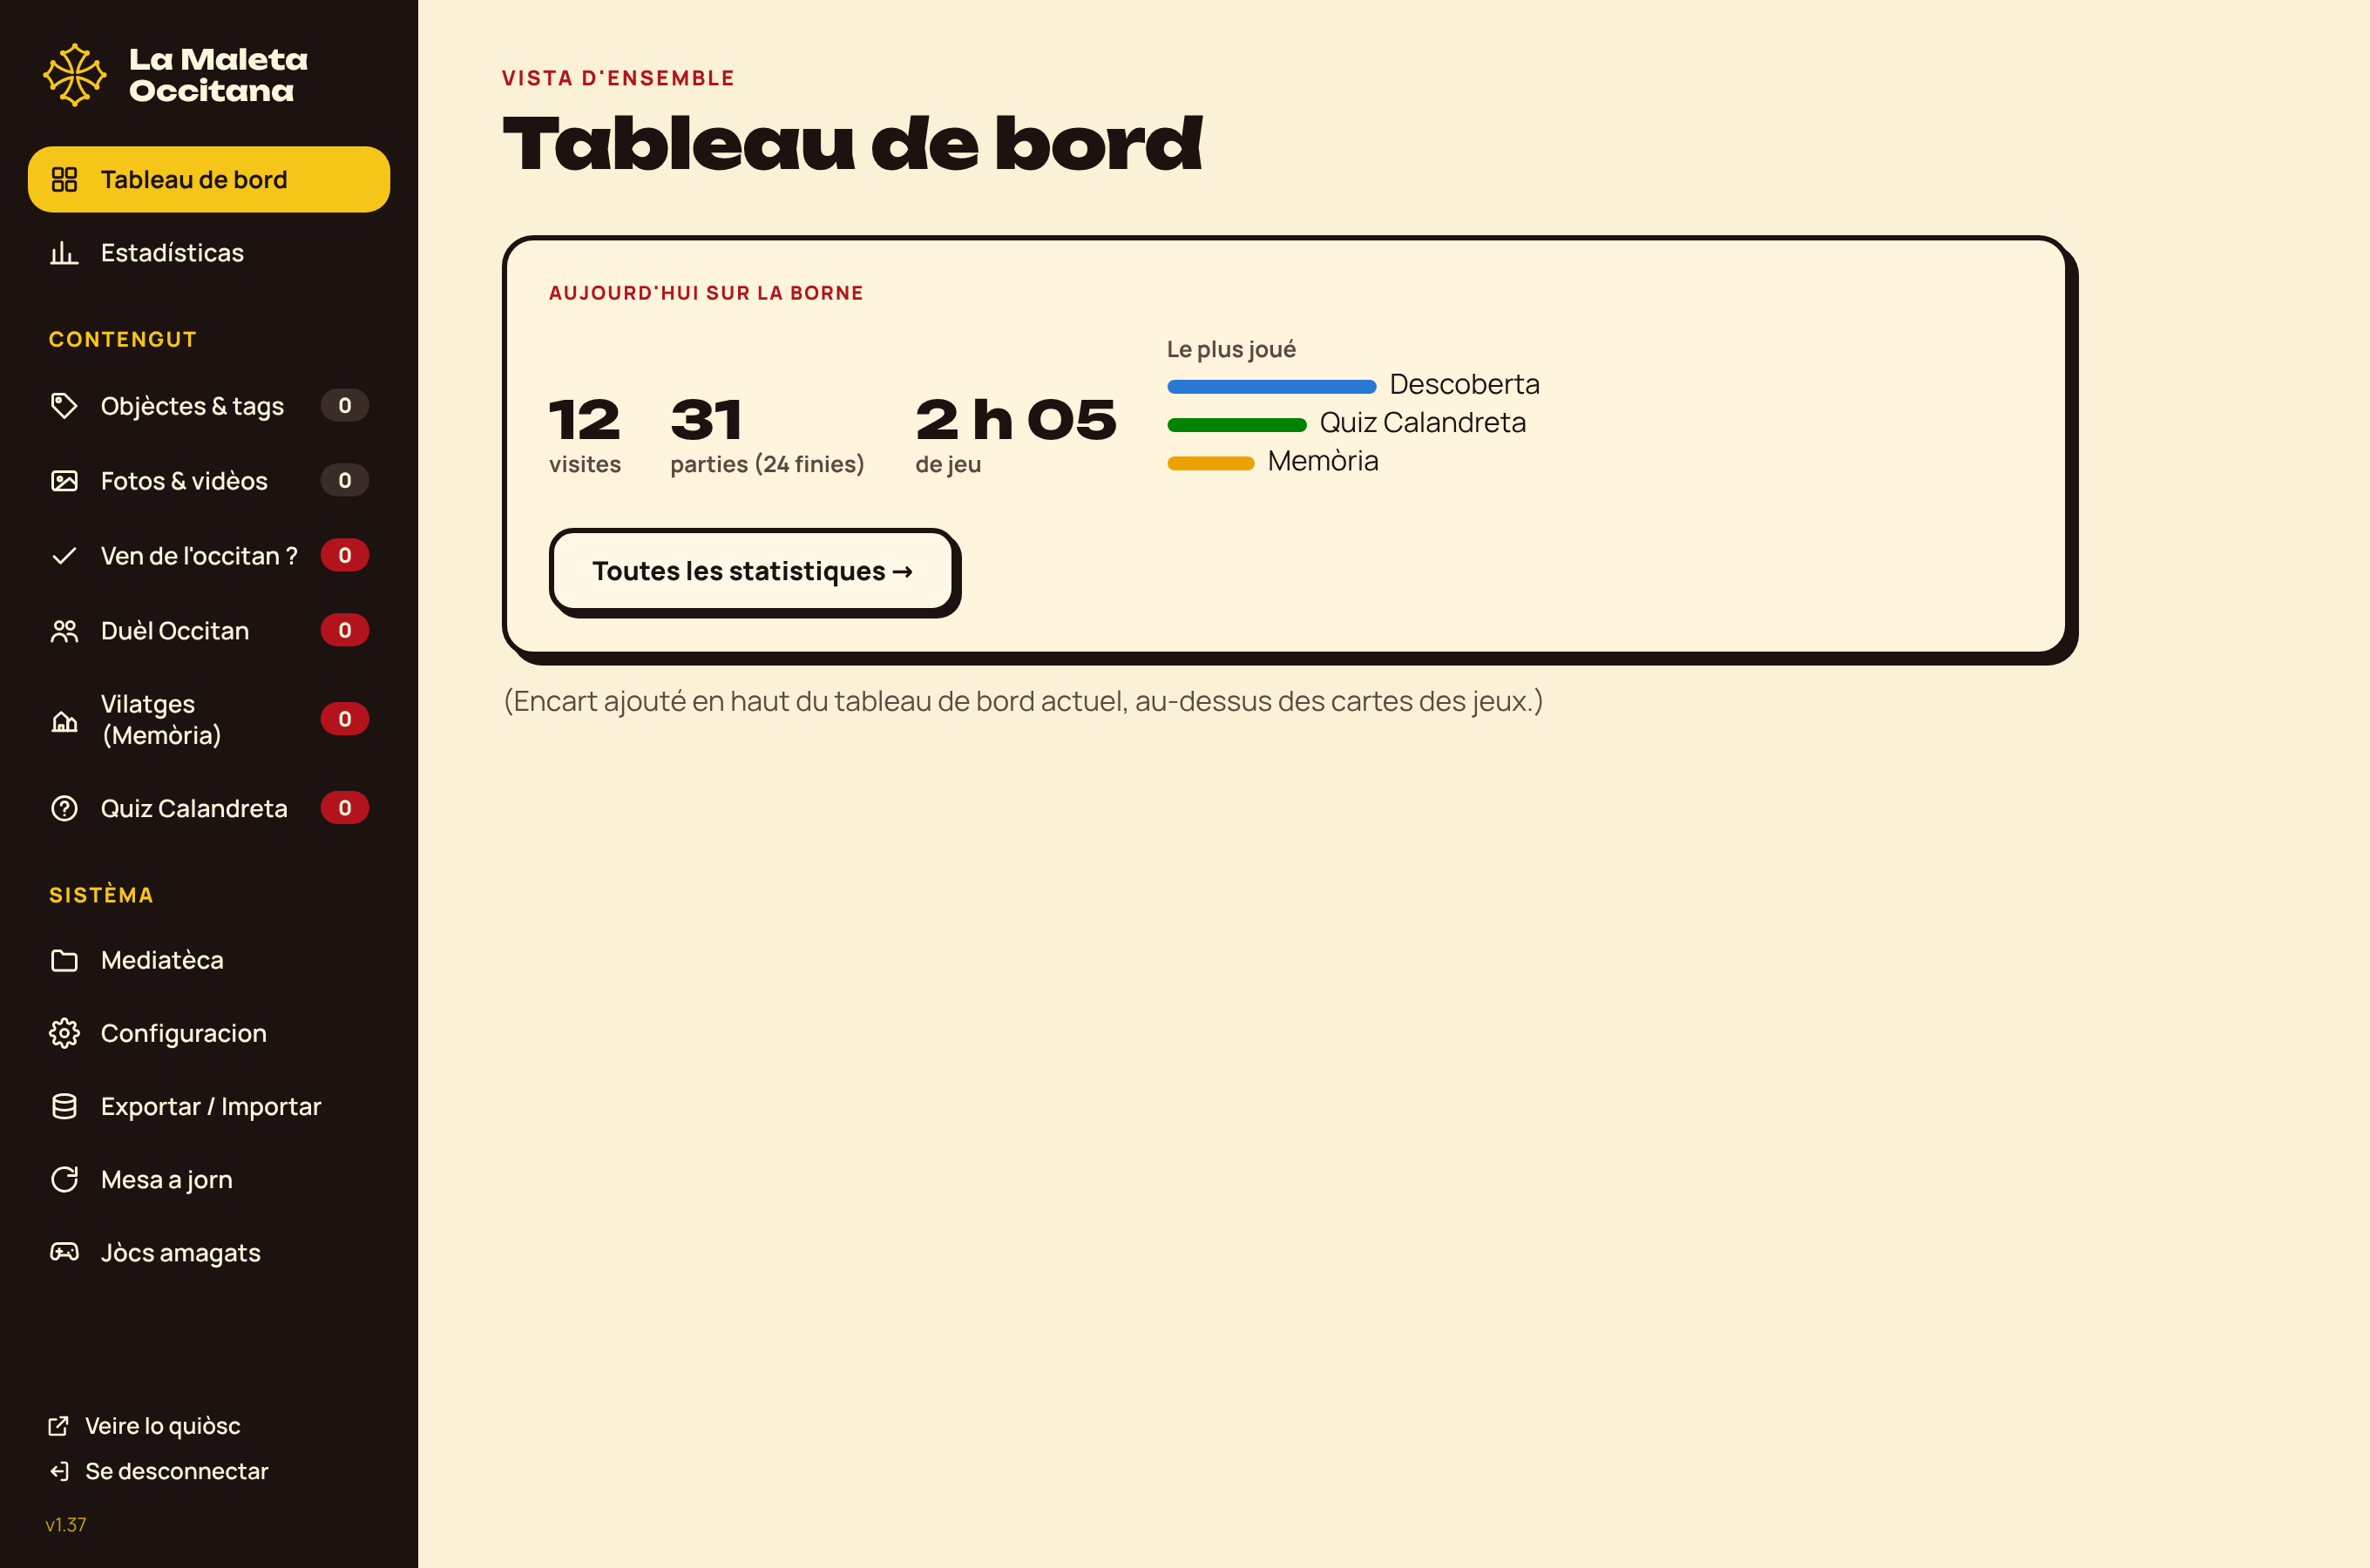 La Maleta
Occitana
Tableau de bord
Estadísticas
CONTENGUT
Objèctes & tags 0
Fotos & vidèos 0
Ven de l'occitan ? 0
Duèl Occitan 0
Vilatges
(Memòria) 0
Quiz Calandreta 0
SISTÈMA
Mediatèca
Configuracion
Exportar / Importar
Mesa a jorn
Jòcs amagats
Veire lo quiòsc
Se desconnectar
v1.37
VISTA D'ENSEMBLE
Tableau de bord
AUJOURD'HUI SUR LA BORNE
12
visites
31
parties (24 finies)
2 h 05
de jeu
Le plus joué
Descoberta
Quiz Calandreta
Memòria
Toutes les statistiques →
(Encart ajouté en haut du tableau de bord actuel, au-dessus des cartes des jeux.)